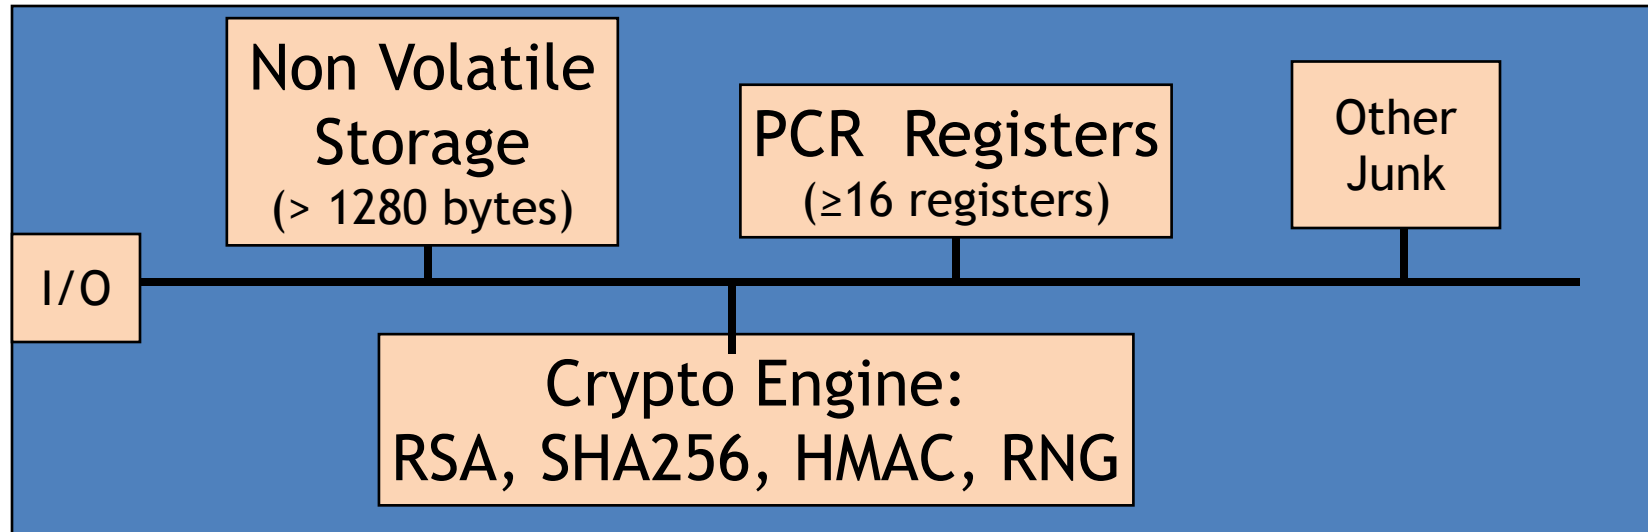 Non Volatile
Storage
(> 1280 bytes)
PCR Registers
(≥16 registers)
Other
Junk
I/O
Crypto Engine:
RSA, SHA256, HMAC, RNG